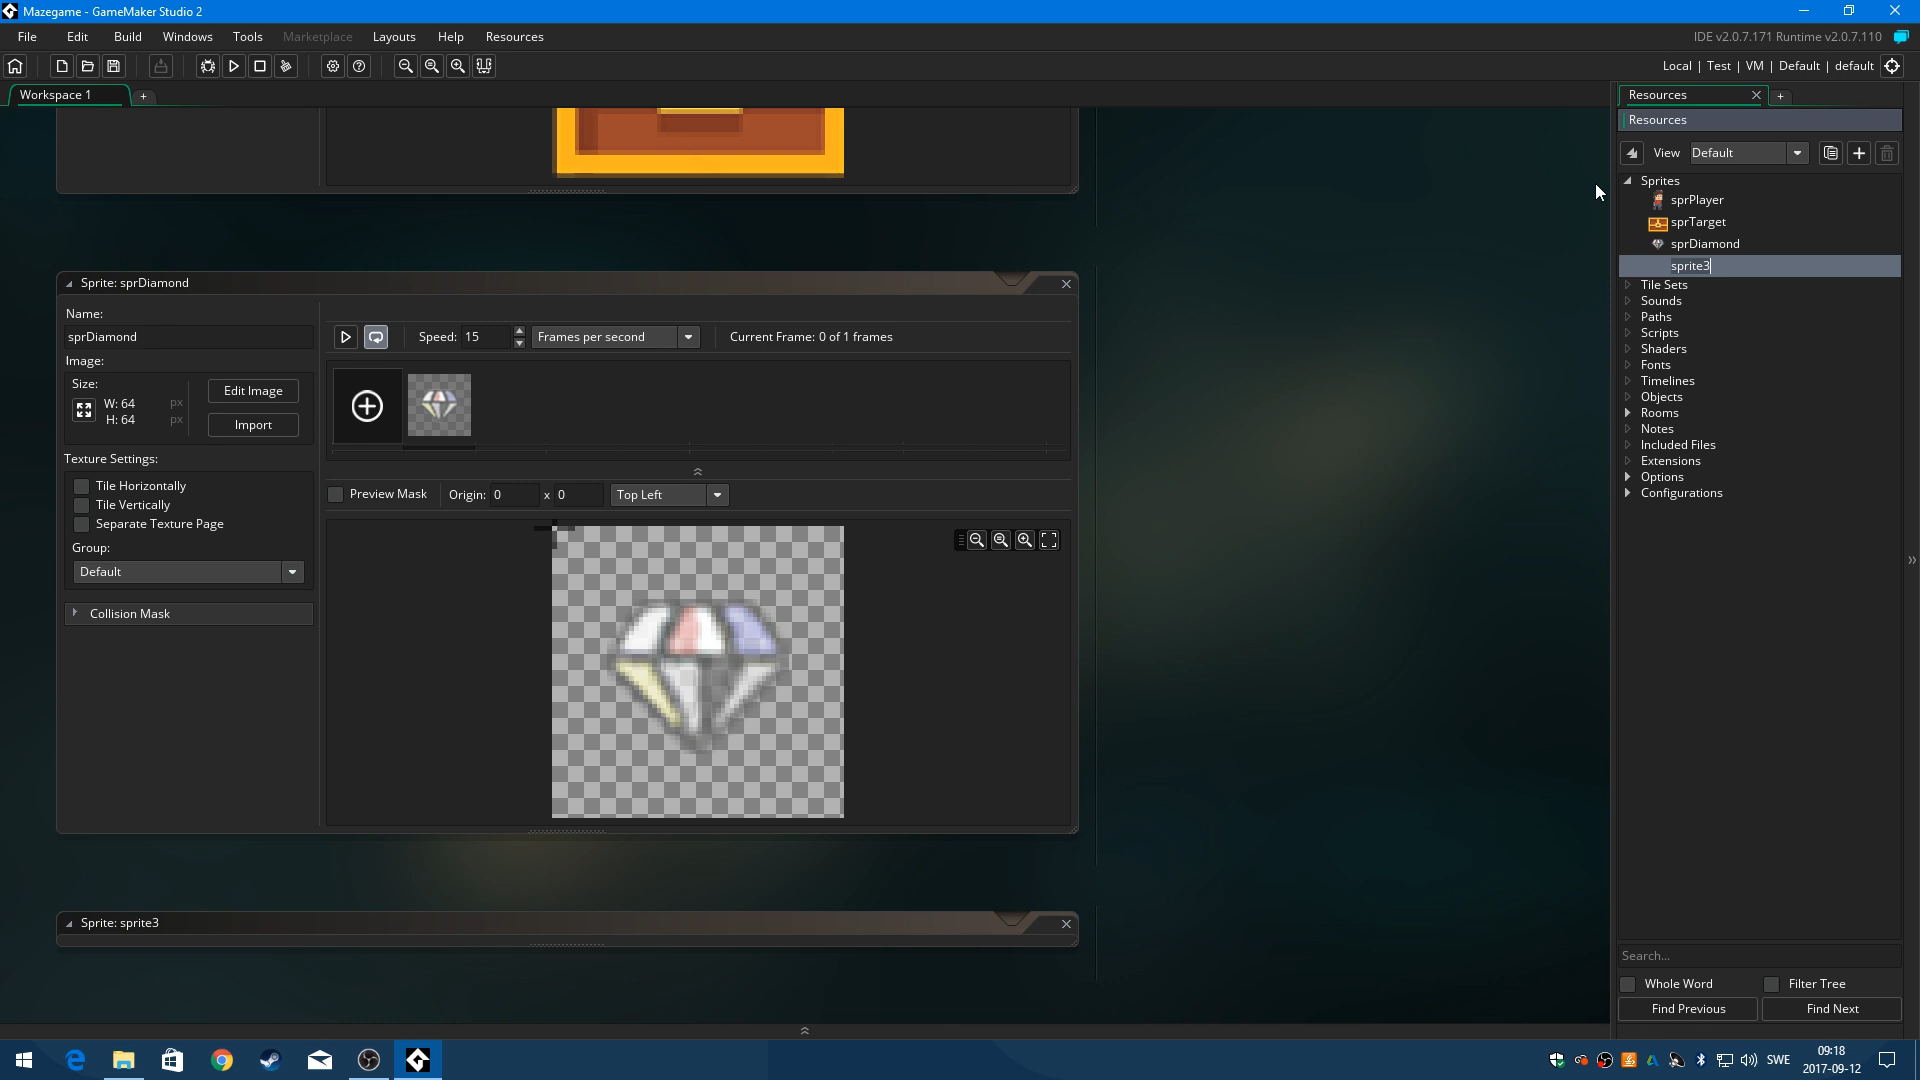 Mazegame - GameMaker Studio 2
File Edit Build Windows Tools Marketplace Layouts Help Resources
IDE v2.0.7.171 Runtime v2.0.7.110
Local | Test | VM | Default | default
Workspace 1
+
Sprite: sprDiamond
Name:
sprDiamond
Image:
Size:
W: 64 px
H: 64 px
Edit Image
Import
Texture Settings:
Tile Horizontally
Tile Vertically
Separate Texture Page
Group:
Default
Collision Mask
Speed: 15 Frames per second Current Frame: 0 of 1 frames
Preview Mask Origin: 0 x 0 Top Left
Sprite: sprite3
Resources
+
Resources
View Default
Sprites
sprPlayer
sprTarget
sprDiamond
sprite3
Tile Sets
Sounds
Paths
Scripts
Shaders
Fonts
Timelines
Objects
Rooms
Notes
Included Files
Extensions
Options
Configurations
Search...
Whole Word Filter Tree
Find Previous Find Next
SWE
09:18
2017-09-12